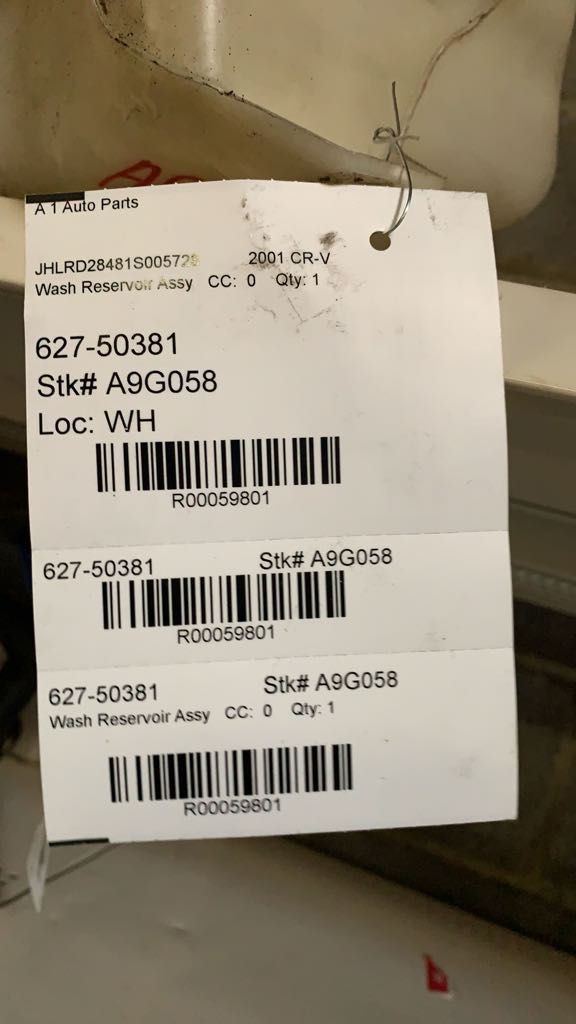 A 1 Auto Parts
JHLRD28481S005728 2001 CR-V
Wash Reservoir Assy CC: 0 Qty: 1
627-50381
Stk# A9G058
Loc: WH
R00059801
627-50381 Stk# A9G058
R00059801
627-50381 Stk# A9G058
Wash Reservoir Assy CC: 0 Qty: 1
R00059801